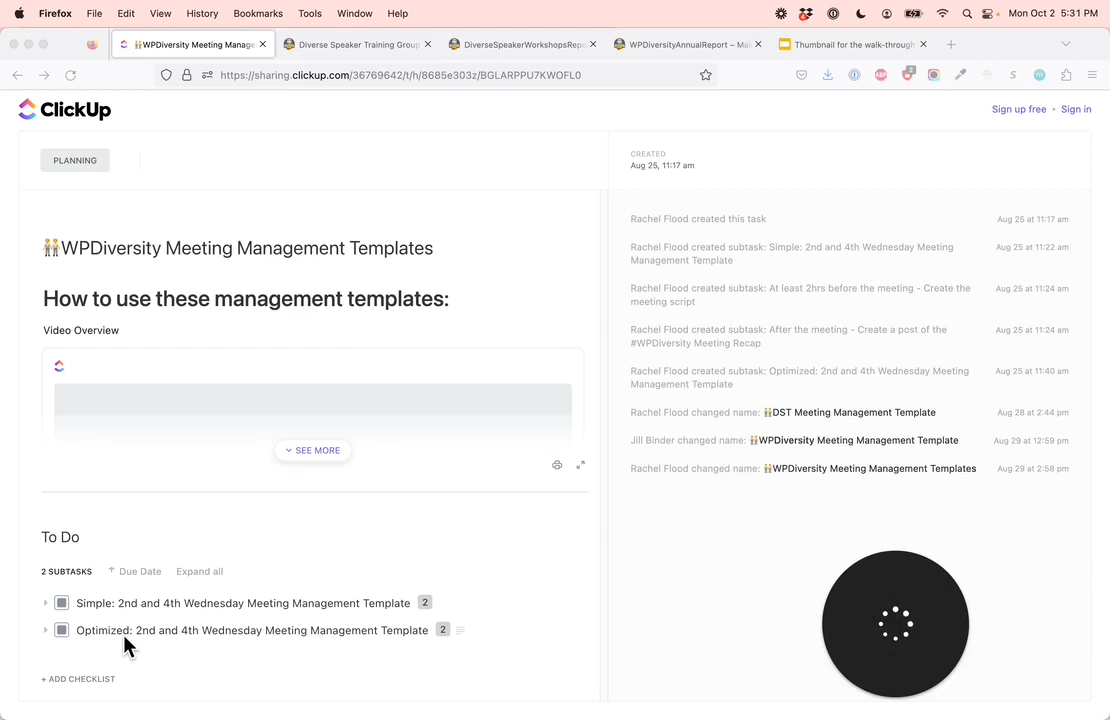 Firefox File Edit View History Bookmarks Tools Window Help Mon Oct 2 5:31 PM
WPDiversity Meeting Manage Diverse Speaker Training Group DiverseSpeakerWorkshopsRepo WPDiversityAnnualReport – Mai Thumbnail for the walk-through
https://sharing.clickup.com/36769642/t/h/8685e303z/BGLARPPU7KWOFL0
ClickUp
Sign up free • Sign in
PLANNING
CREATED
Aug 25, 11:17 am
WPDiversity Meeting Management Templates
How to use these management templates:
Video Overview
SEE MORE
To Do
2 SUBTASKS Due Date Expand all
Simple: 2nd and 4th Wednesday Meeting Management Template 2
Optimized: 2nd and 4th Wednesday Meeting Management Template 2
+ ADD CHECKLIST
Rachel Flood created this task Aug 25 at 11:17 am
Rachel Flood created subtask: Simple: 2nd and 4th Wednesday Meeting Aug 25 at 11:22 am
Management Template
Rachel Flood created subtask: At least 2hrs before the meeting - Create the Aug 25 at 11:24 am
meeting script
Rachel Flood created subtask: After the meeting - Create a post of the Aug 25 at 11:24 am
#WPDiversity Meeting Recap
Rachel Flood created subtask: Optimized: 2nd and 4th Wednesday Meeting Aug 25 at 11:40 am
Management Template
Rachel Flood changed name: DST Meeting Management Template Aug 28 at 2:44 pm
Jill Binder changed name: WPDiversity Meeting Management Template Aug 29 at 12:59 pm
Rachel Flood changed name: WPDiversity Meeting Management Templates Aug 29 at 2:58 pm